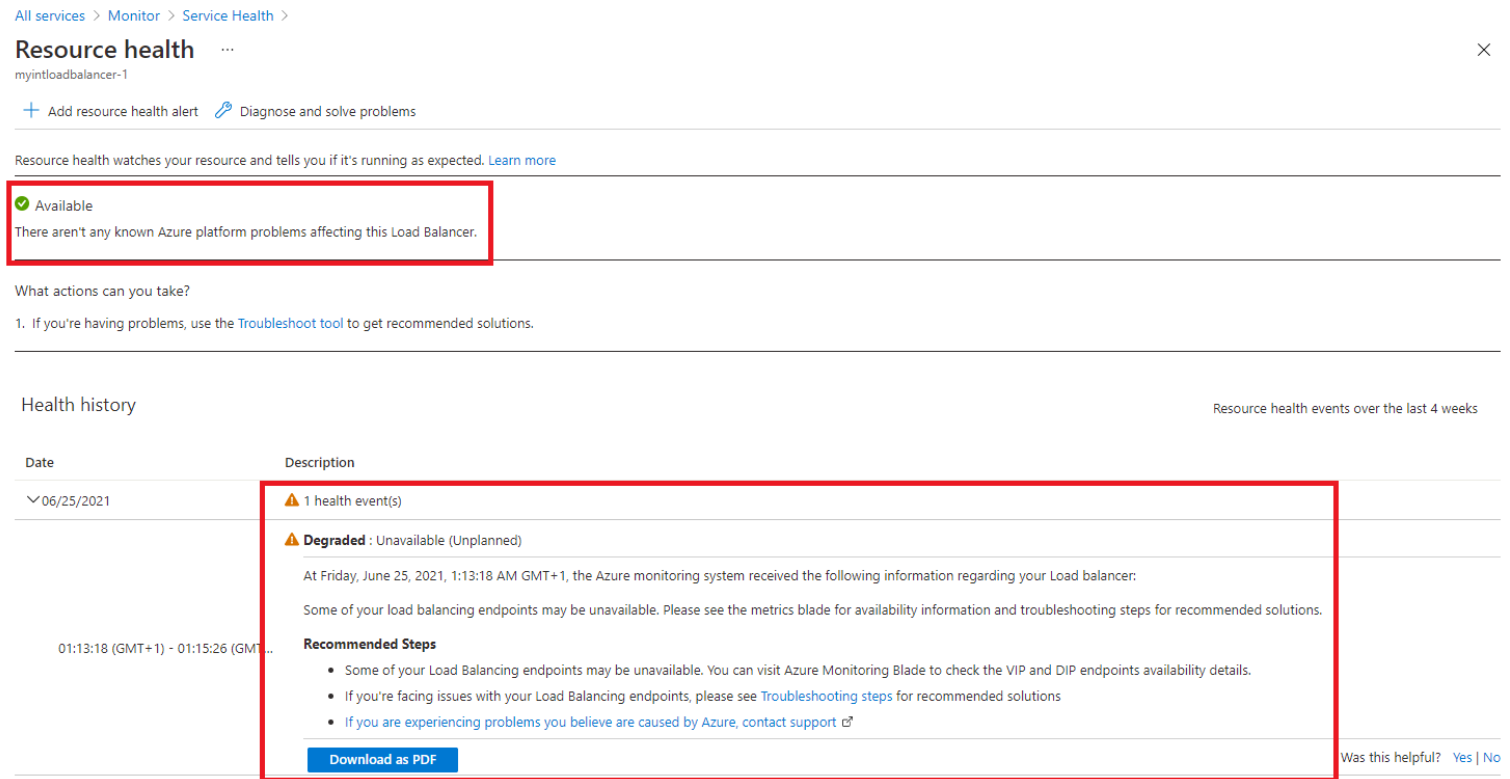 All services > Monitor > Service Health >
Resource health ...
myintloadbalancer-1
Add resource health alert Diagnose and solve problems
Resource health watches your resource and tells you if it's running as expected. Learn more
Available
There aren't any known Azure platform problems affecting this Load Balancer.
What actions can you take?
1. If you're having problems, use the Troubleshoot tool to get recommended solutions.
Health history
Resource health events over the last 4 weeks
Date Description
06/25/2021 1 health event(s)
Degraded : Unavailable (Unplanned)
At Friday, June 25, 2021, 1:13:18 AM GMT+1, the Azure monitoring system received the following information regarding your Load balancer:
Some of your load balancing endpoints may be unavailable. Please see the metrics blade for availability information and troubleshooting steps for recommended solutions.
01:13:18 (GMT+1) - 01:15:26 (GMT...
Recommended Steps
• Some of your Load Balancing endpoints may be unavailable. You can visit Azure Monitoring Blade to check the VIP and DIP endpoints availability details.
• If you're facing issues with your Load Balancing endpoints, please see Troubleshooting steps for recommended solutions
• If you are experiencing problems you believe are caused by Azure, contact support
Download as PDF
Was this helpful? Yes | No